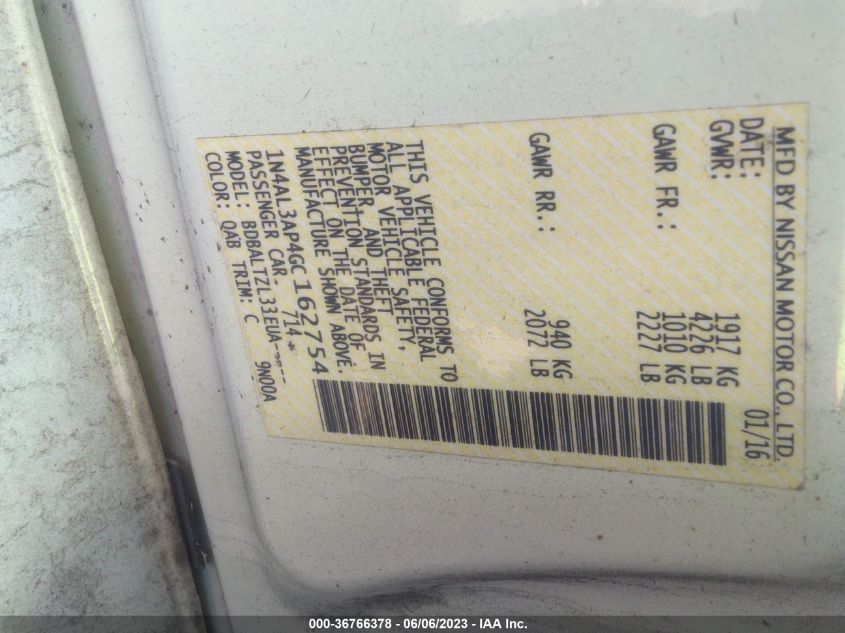 MFD BY NISSAN MOTOR CO., LTD.
DATE: 01/16
GVWR: 1917 KG
4226 LB
GAWR FR.: 1010 KG
2227 LB
GAWR RR.: 940 KG
2072 LB
THIS VEHICLE CONFORMS TO
ALL APPLICABLE FEDERAL
MOTOR VEHICLE SAFETY,
BUMPER, AND THEFT
PREVENTION STANDARDS IN
EFFECT ON THE DATE OF
MANUFACTURE SHOWN ABOVE.
1N4AL3AP4GC162754
PASSENGER CAR. 714*
MODEL: BDBALTZL33EUA-----
COLOR: QAB TRIM: C 9N00A
000-36766378 - 06/06/2023 - IAA Inc.